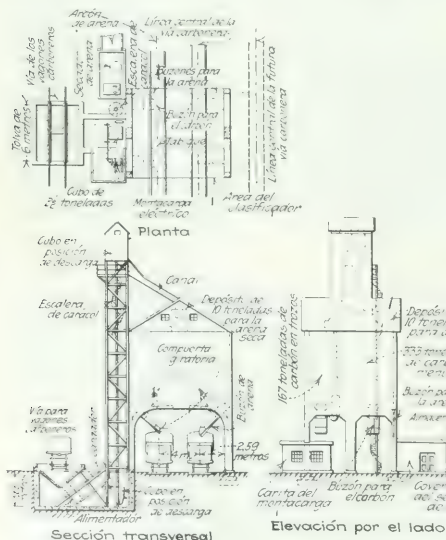 Arcón
de arena
Línea central de la
vía carbonera
Vía de los
vagones
carboneros
Secador
de arena
Escalera de
caracol
Buzones para
la arena
Buzón para
el carbón
Tolva de
6 metros
Cubo de
2½ toneladas
Montacarga
eléctrico
Area del
clasificador
Línea central de la futura
vía carbonera
Planta
Cubo en
posición de
descarga
Canal
Escalera
de caracol
Depósito de
10 toneladas
para la
arena
seca
Compuerta
giratoria
Buzón de
arena
Vía para
vagones
carboneros
2.59
metros
Cubo en
posición
de descarga
Alimentador
Sección transversal
167 toneladas de
carbón en trozos
Casita del
montacarga
Buzón para
el carbón
Elevación por el lado